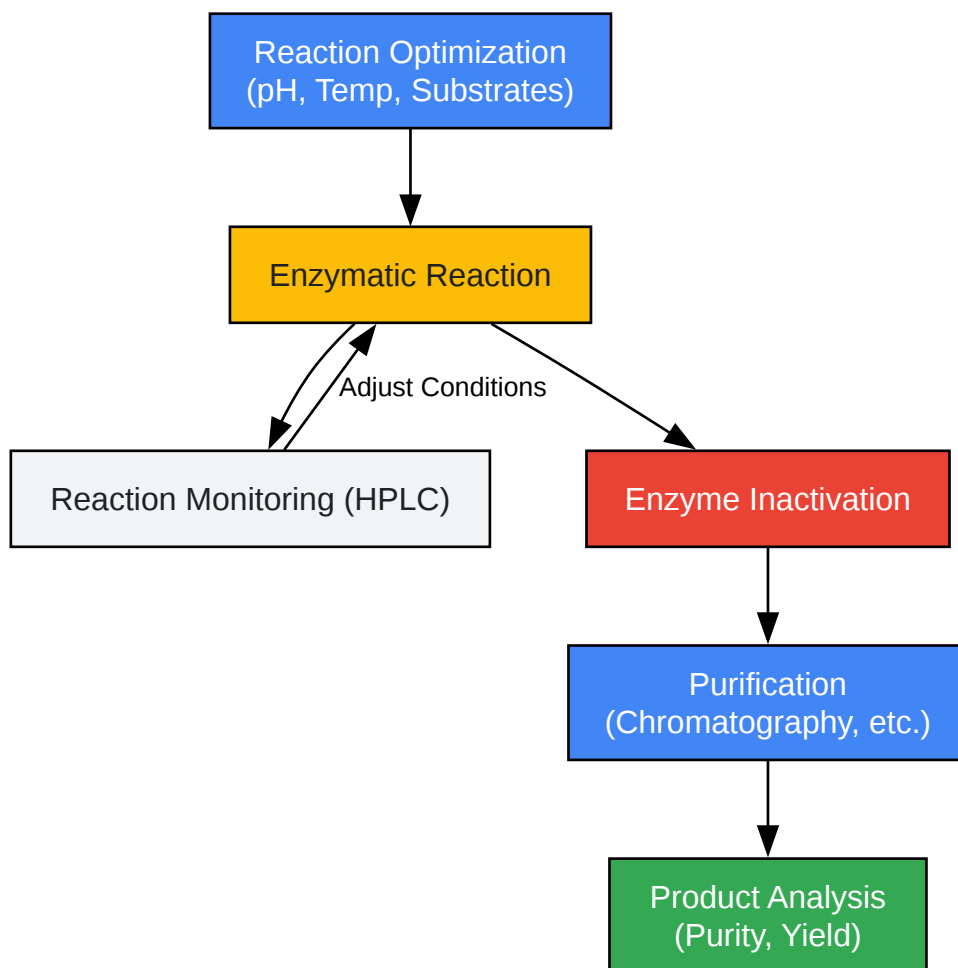 Reaction Optimization
(pH, Temp, Substrates)
Enzymatic Reaction
Adjust Conditions
Reaction Monitoring (HPLC)
Enzyme Inactivation
Purification
(Chromatography, etc.)
Product Analysis
(Purity, Yield)